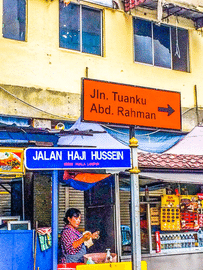 Jln. Tuanku
Abd. Rahman
JALAN HAJI HUSSEIN